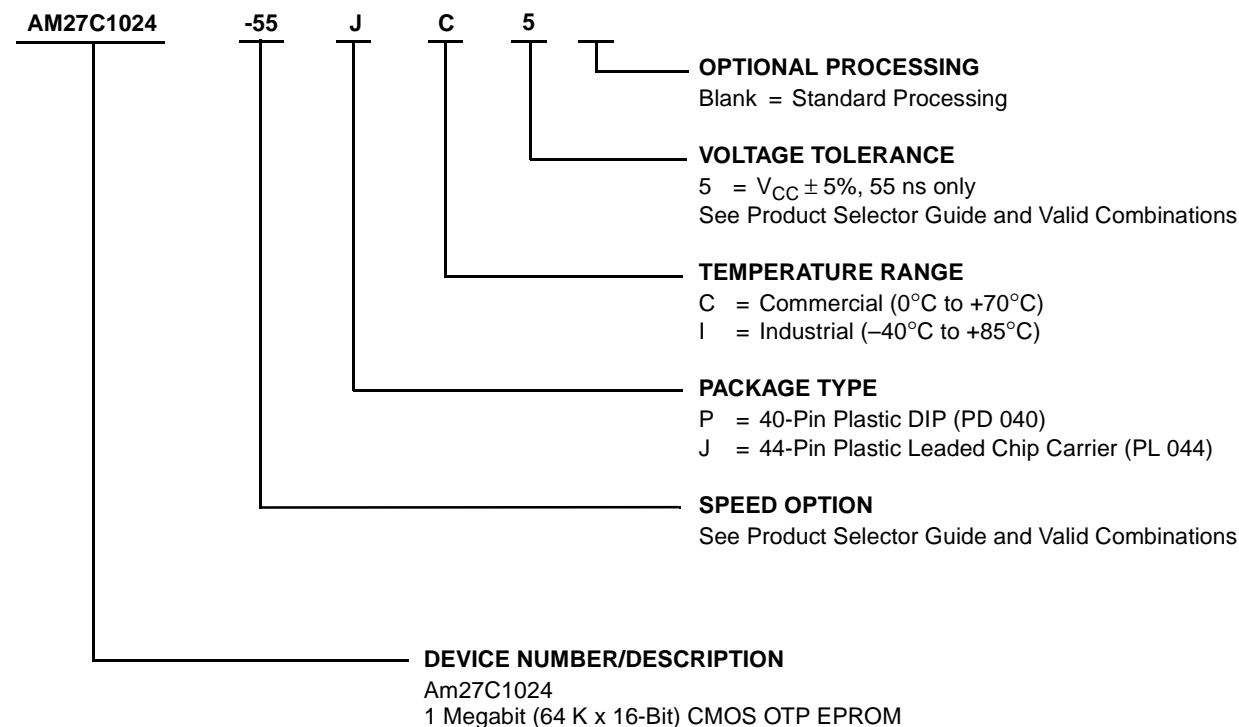 AM27C1024 -55 J C 5
OPTIONAL PROCESSING
Blank = Standard Processing
VOLTAGE TOLERANCE
5 = VCC ± 5%, 55 ns only
See Product Selector Guide and Valid Combinations
TEMPERATURE RANGE
C = Commercial (0°C to +70°C)
I = Industrial (–40°C to +85°C)
PACKAGE TYPE
P = 40-Pin Plastic DIP (PD 040)
J = 44-Pin Plastic Leaded Chip Carrier (PL 044)
SPEED OPTION
See Product Selector Guide and Valid Combinations
DEVICE NUMBER/DESCRIPTION
Am27C1024
1 Megabit (64 K x 16-Bit) CMOS OTP EPROM